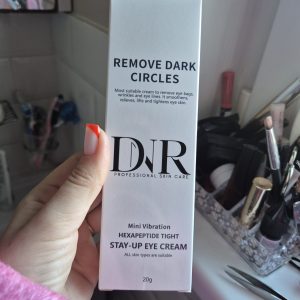 REMOVE DARK
CIRCLES
Most suitable cream to remove eye bags,
wrinkles and eye lines. It smoothens,
relieves, lifts and tightens eye skin.
DNR
PROFESSIONAL SKIN CARE
Mini Vibration
HEXAPEPTIDE TIGHT
STAY-UP EYE CREAM
ALL skin types are suitable
20g